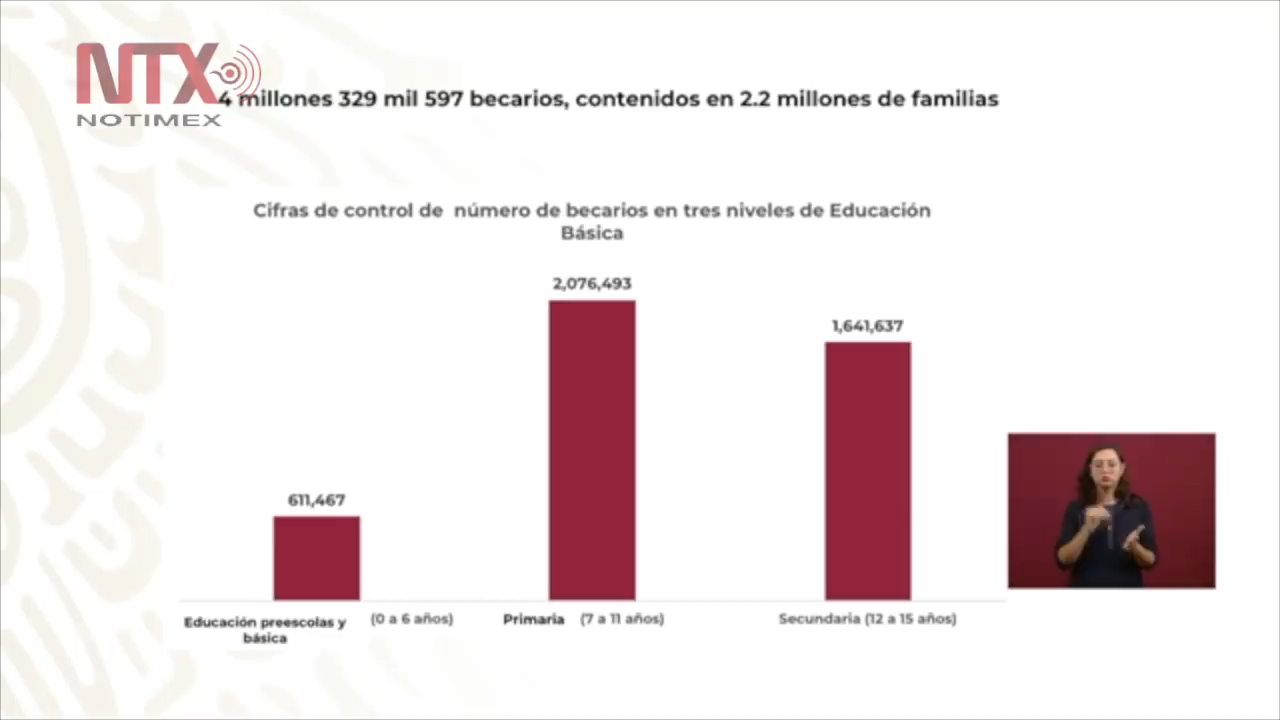 NTX
NOTIMEX
4 millones 329 mil 597 becarios, contenidos en 2.2 millones de familias
Cifras de control de número de becarios en tres niveles de Educación
Básica
2,076,493
1,641,637
611,467
Educación preescolas y
básica
(0 a 6 años)
Primaria (7 a 11 años)
Secundaria (12 a 15 años)